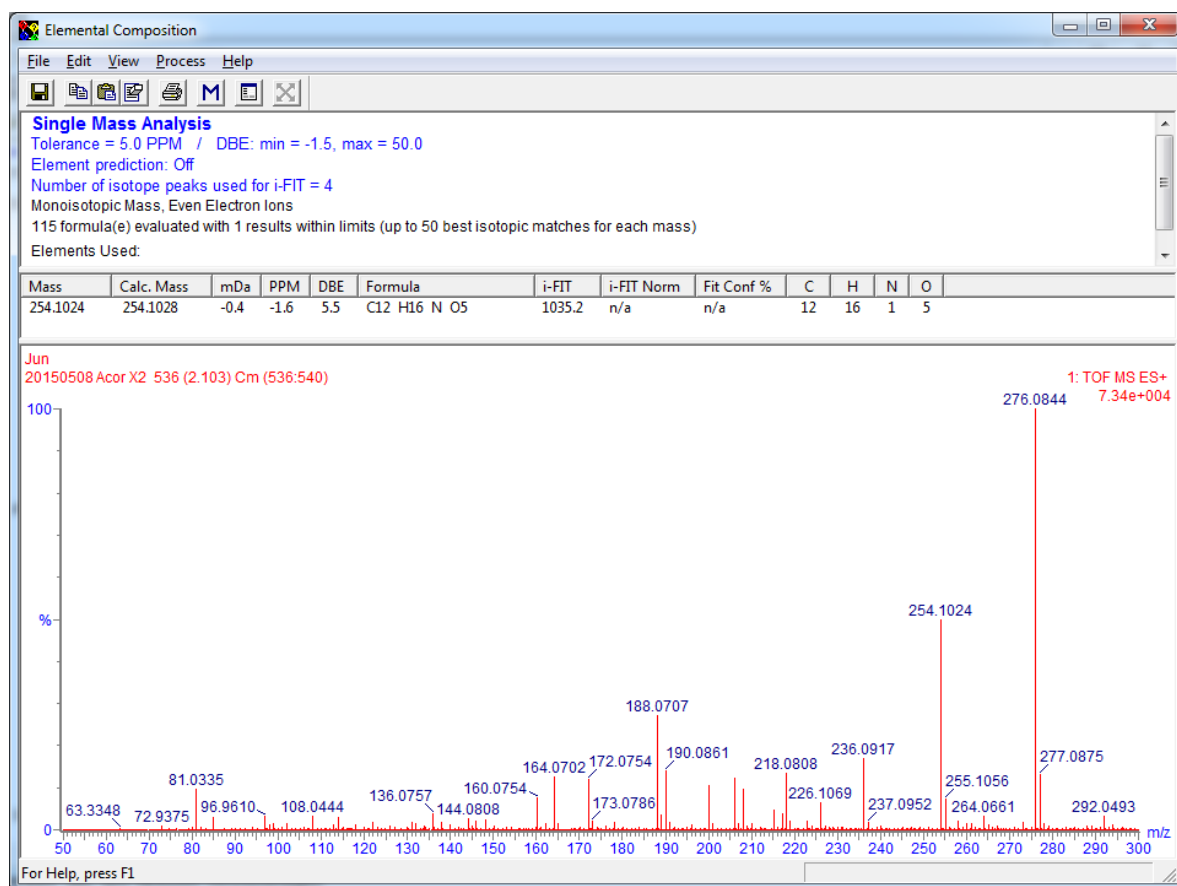 Elemental Composition
File Edit View Process Help
M
Single Mass Analysis
Tolerance = 5.0 PPM / DBE: min = -1.5, max = 50.0
Element prediction: Off
Number of isotope peaks used for i-FIT = 4
Monoisotopic Mass, Even Electron Ions
115 formula(e) evaluated with 1 results within limits (up to 50 best isotopic matches for each mass)
Elements Used:
Mass Calc. Mass mDa PPM DBE Formula i-FIT i-FIT Norm Fit Conf % C H N O
254.1024 254.1028 -0.4 -1.6 5.5 C12 H16 N O5 1035.2 n/a n/a 12 16 1 5
Jun
20150508 Acor X2 536 (2.103) Cm (536:540)
1: TOF MS ES+
7.34e+004
276.0844
100
254.1024
%
188.0707
236.0917
277.0875
164.0702
172.0754
190.0861
218.0808
81.0335
160.0754
226.1069
255.1056
136.0757
63.3348
72.9375
96.9610
108.0444
144.0808
173.0786
237.0952
264.0661
292.0493
0
m/z
50 60 70 80 90 100 110 120 130 140 150 160 170 180 190 200 210 220 230 240 250 260 270 280 290 300
For Help, press F1